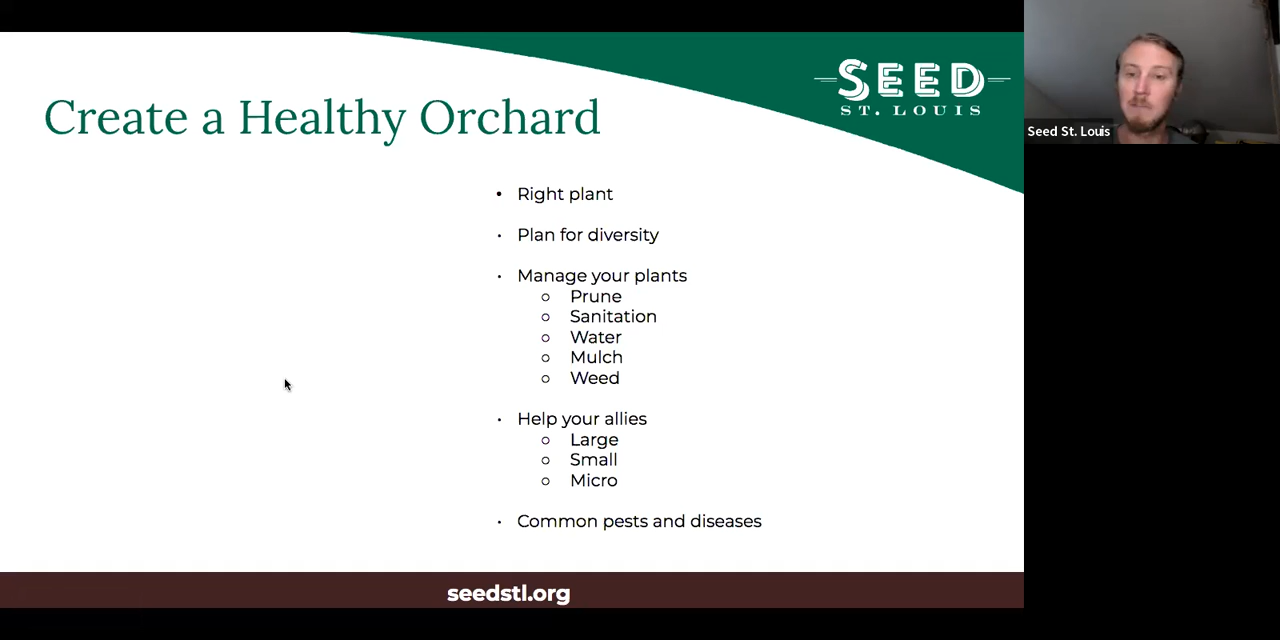 SEED
ST. LOUIS
Seed St. Louis
Create a Healthy Orchard
• Right plant
• Plan for diversity
• Manage your plants
○ Prune
○ Sanitation
○ Water
○ Mulch
○ Weed
• Help your allies
○ Large
○ Small
○ Micro
• Common pests and diseases
seedstl.org